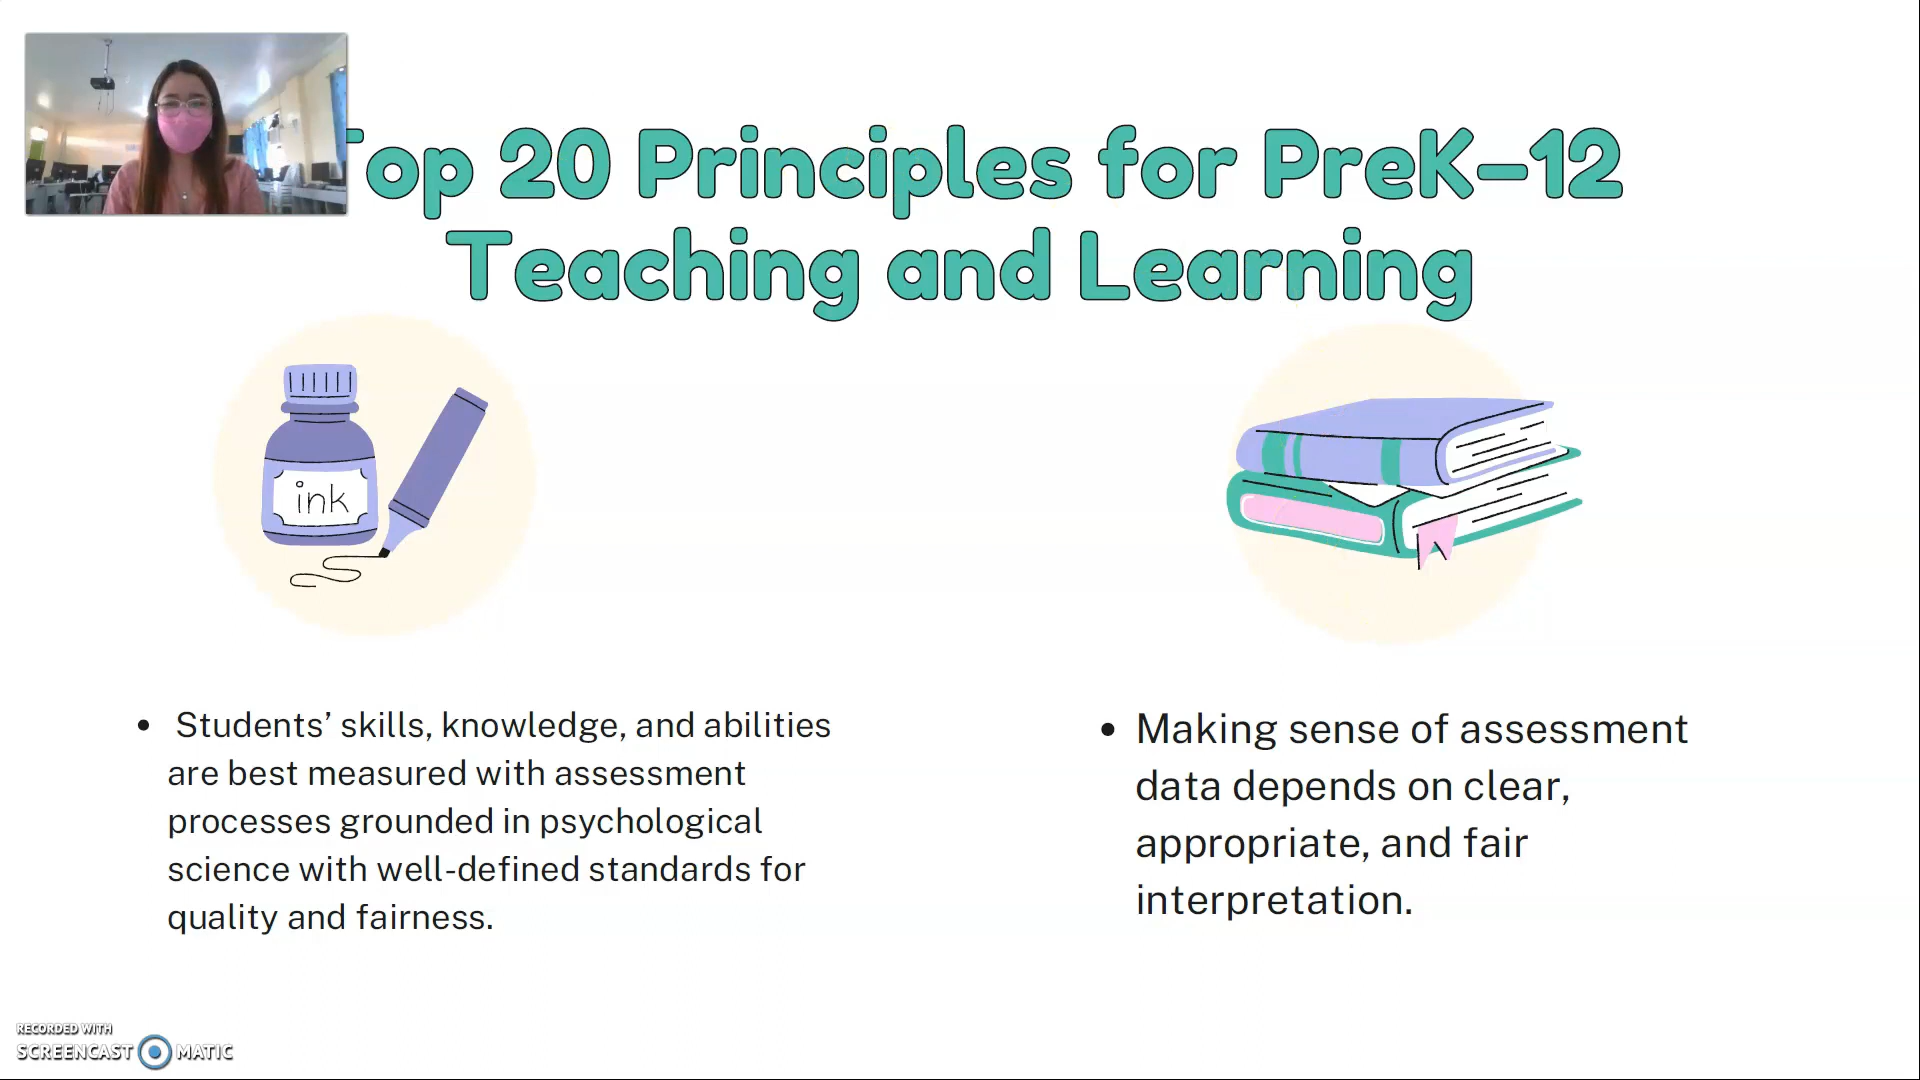 Top 20 Principles for PreK–12
Teaching and Learning
ink
• Students’ skills, knowledge, and abilities
are best measured with assessment
processes grounded in psychological
science with well-defined standards for
quality and fairness.
• Making sense of assessment
data depends on clear,
appropriate, and fair
interpretation.
RECORDED WITH
SCREENCAST MATIC